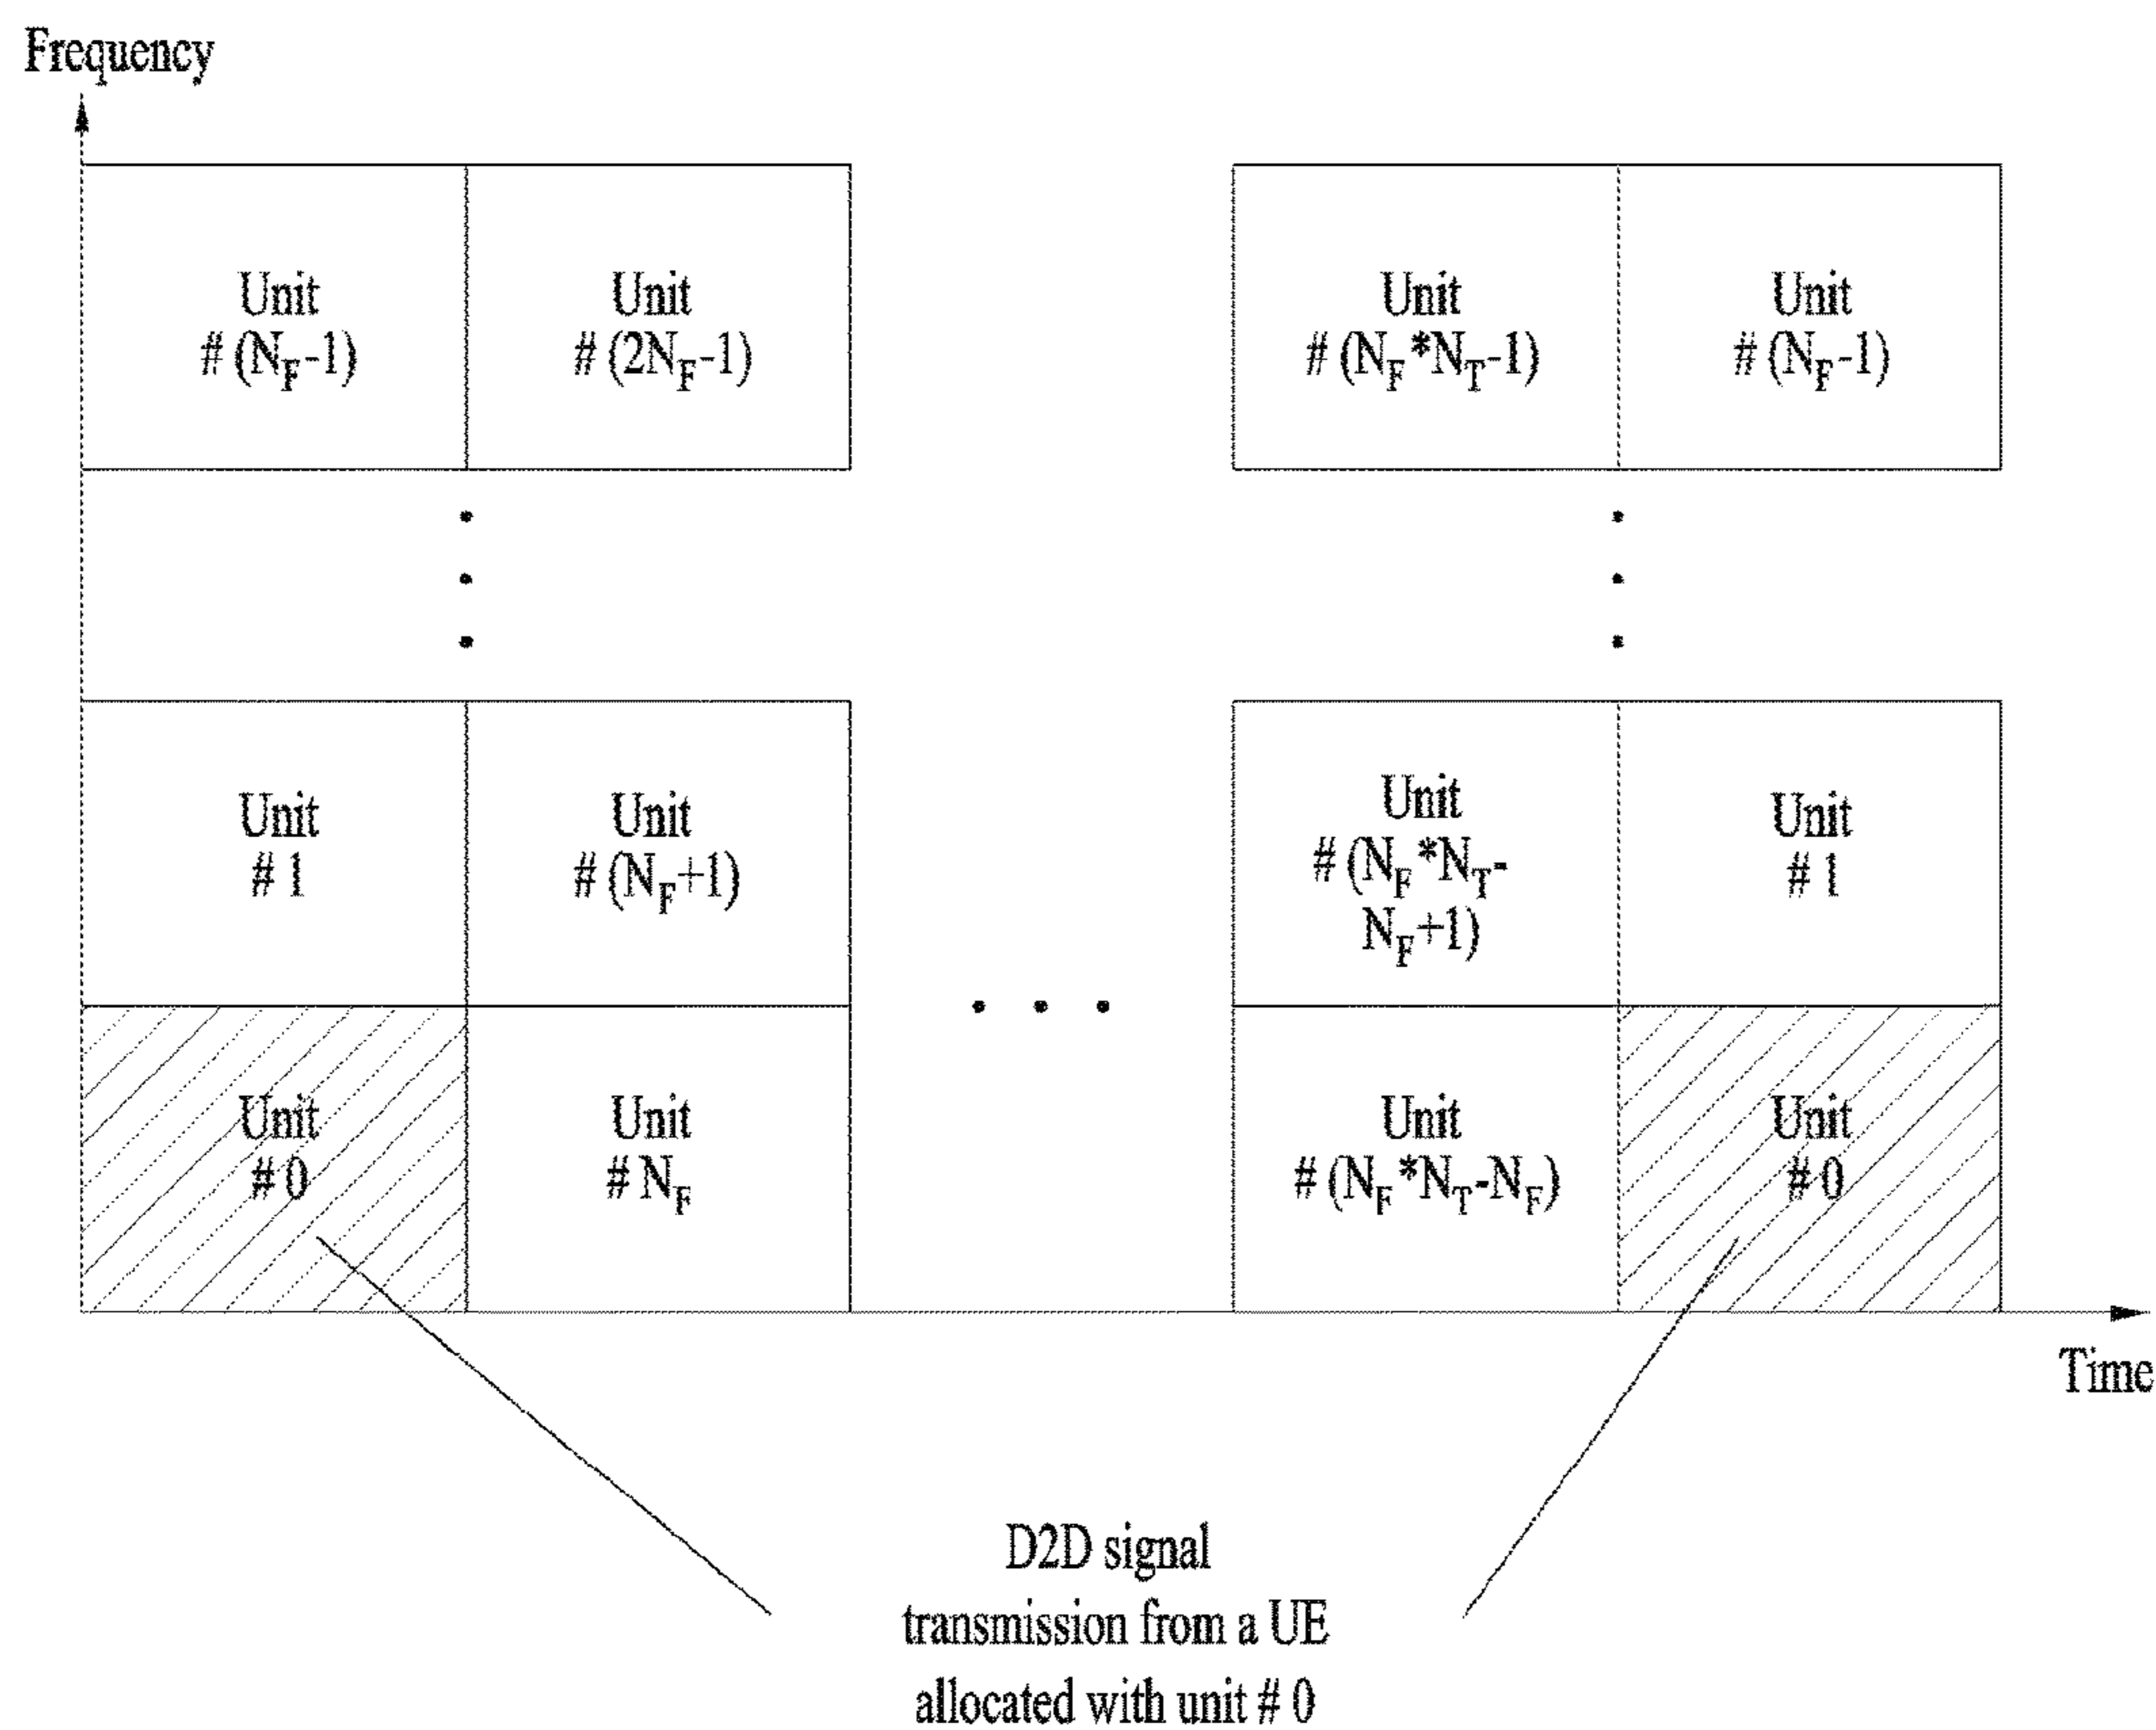 Frequency
Unit
# (N_F-1)
Unit
# (2N_F-1)
Unit
# (N_F*N_T-1)
Unit
# (N_F-1)
Unit
# 1
Unit
# (N_F+1)
Unit
# (N_F*N_T-
N_F+1)
Unit
# 1
Unit
# 0
Unit
# N_F
Unit
# (N_F*N_T-N_F)
Unit
# 0
Time
D2D signal
transmission from a UE
allocated with unit # 0